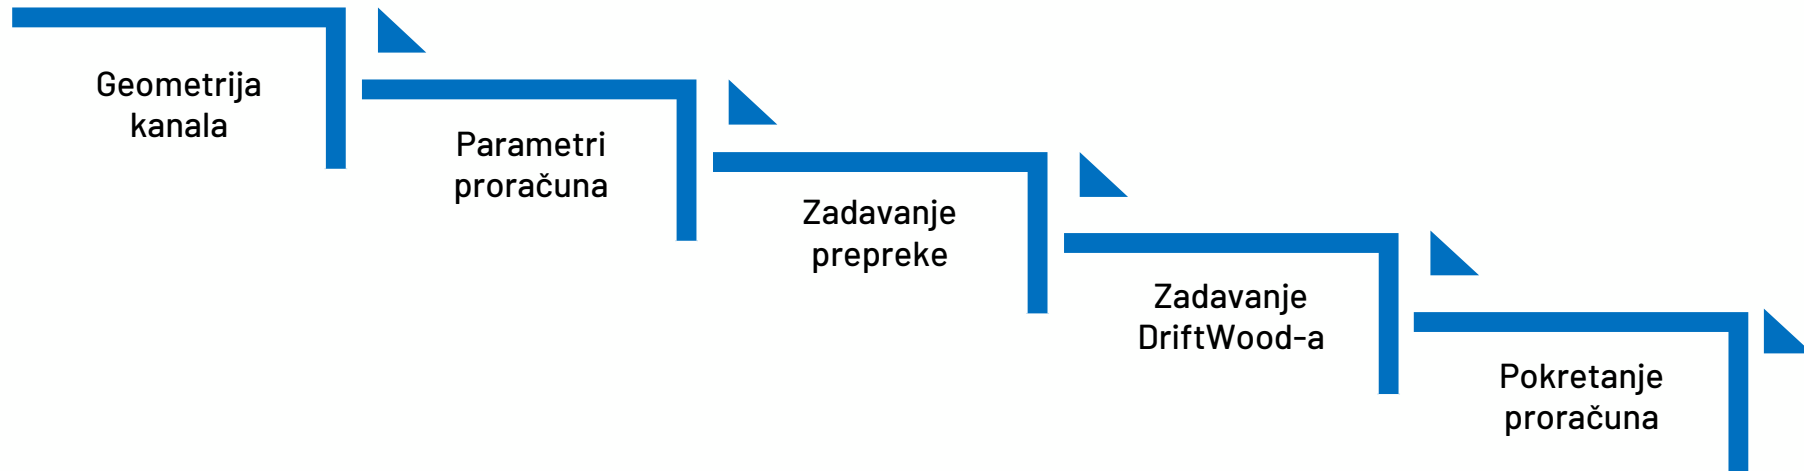 Geometrija
kanala
Parametri
proračuna
Zadavanje
prepreke
Zadavanje
DriftWood-a
Pokretanje
proračuna